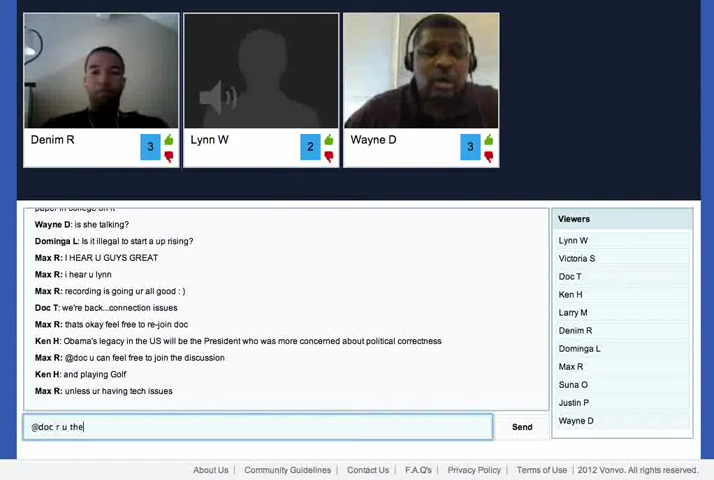 Denim R
3
Lynn W
2
Wayne D
3
paper in college on it
Wayne D: is she talking?
Dominga L: Is it illegal to start a up rising?
Max R: I HEAR U GUYS GREAT
Max R: i hear u lynn
Max R: recording is going ur all good : )
Doc T: we're back...connection issues
Max R: thats okay feel free to re-join doc
Ken H: Obama's legacy in the US will be the President who was more concerned about political correctness
Max R: @doc u can feel free to join the discussion
Ken H: and playing Golf
Max R: unless ur having tech issues
@doc r u the
Send
Viewers
Lynn W
Victoria S
Doc T
Ken H
Larry M
Denim R
Dominga L
Max R
Suna O
Justin P
Wayne D
About Us | Community Guidelines | Contact Us | F.A.Q's | Privacy Policy | Terms of Use | 2012 Vonvo. All rights reserved.